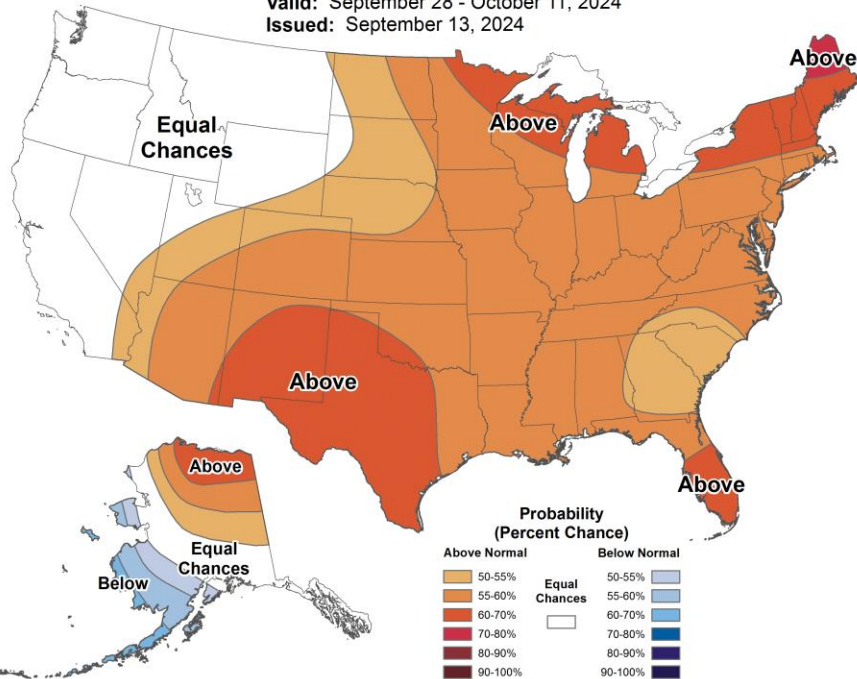 Valid: September 28 - October 11, 2024
Issued: September 13, 2024
Above
Equal
Chances
Above
Above
Above
Above
Equal
Chances
Below
Probability
(Percent Chance)
Above Normal
Below Normal
Equal
Chances
50-55%
55-60%
60-70%
70-80%
80-90%
90-100%
50-55%
55-60%
60-70%
70-80%
80-90%
90-100%